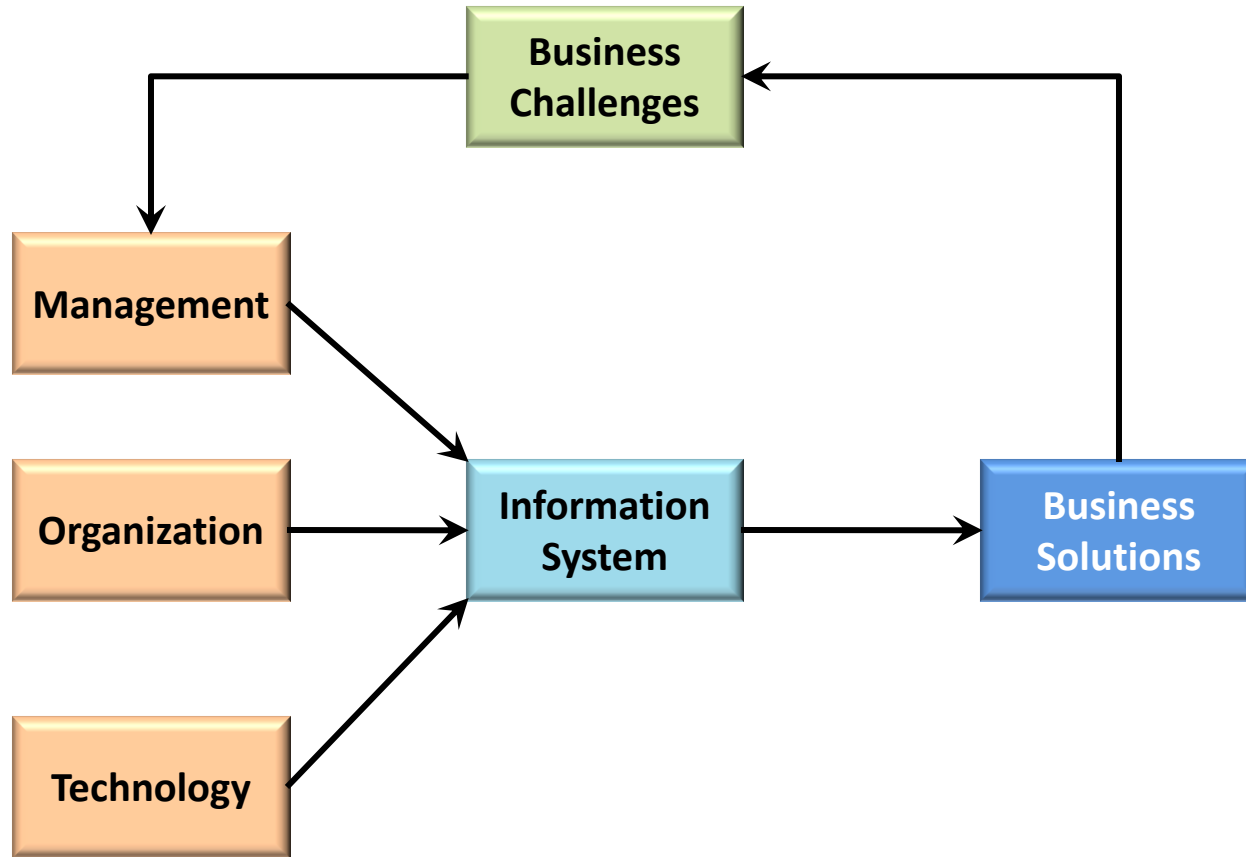 Business
Challenges
Management
Organization
Information
System
Business
Solutions
Technology